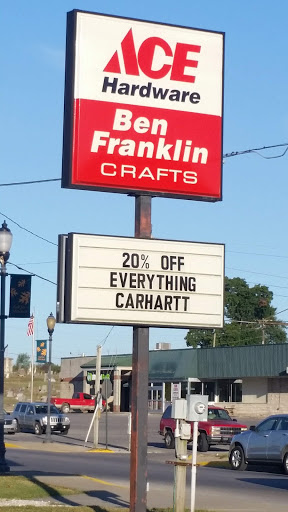 ACE
Hardware
Ben
Franklin
CRAFTS
20% OFF
EVERYTHING
CARHARTT